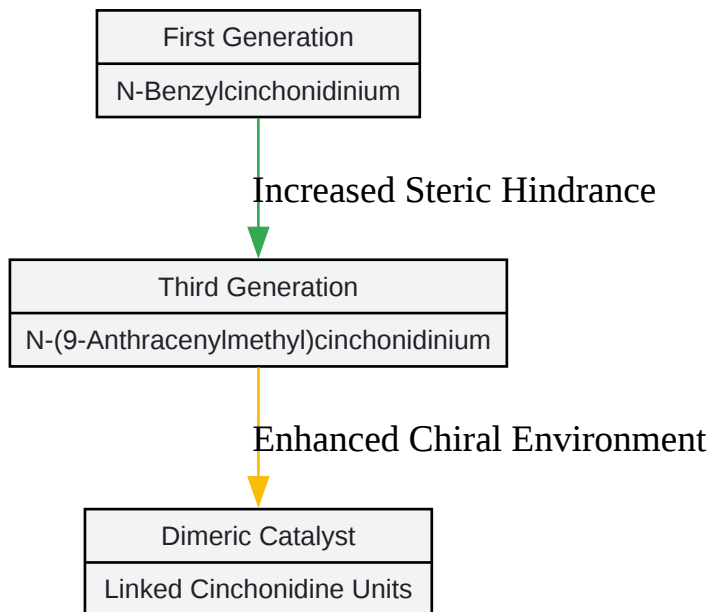 First Generation
N-Benzylcinchonidinium
Increased Steric Hindrance
Third Generation
N-(9-Anthracenylmethyl)cinchonidinium
Enhanced Chiral Environment
Dimeric Catalyst
Linked Cinchonidine Units